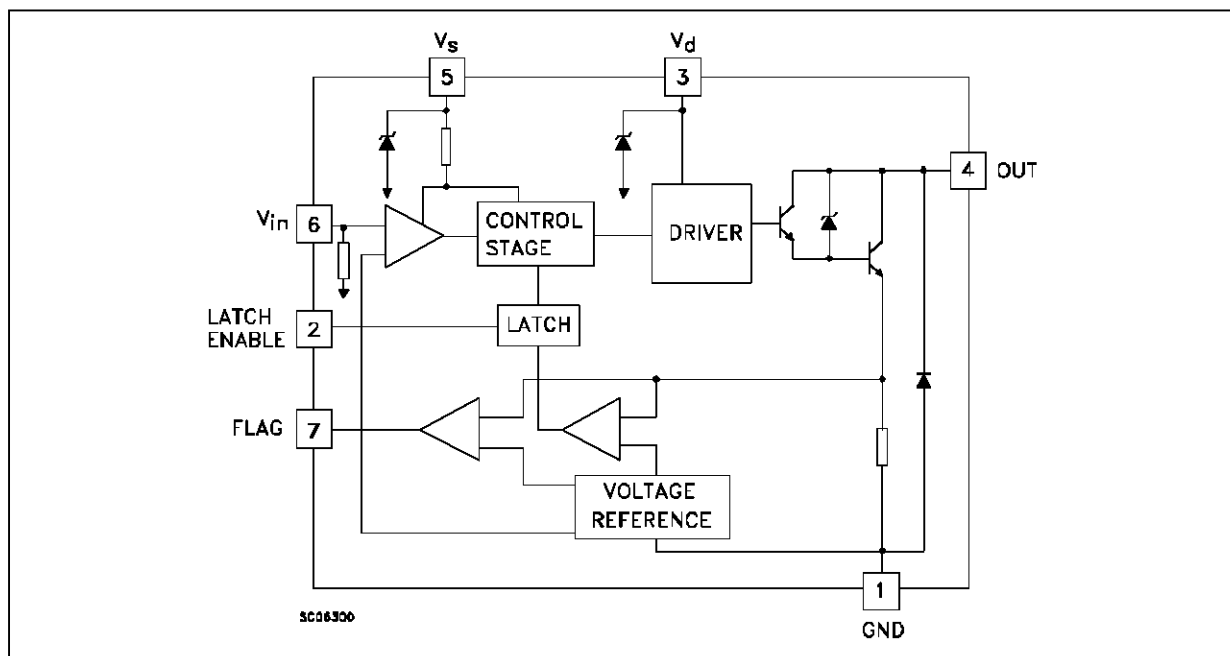 Vs
5
Vd
3
4 OUT
Vin
6
CONTROL
STAGE
DRIVER
LATCH
ENABLE
2
LATCH
FLAG
7
VOLTAGE
REFERENCE
1
GND
SC06300